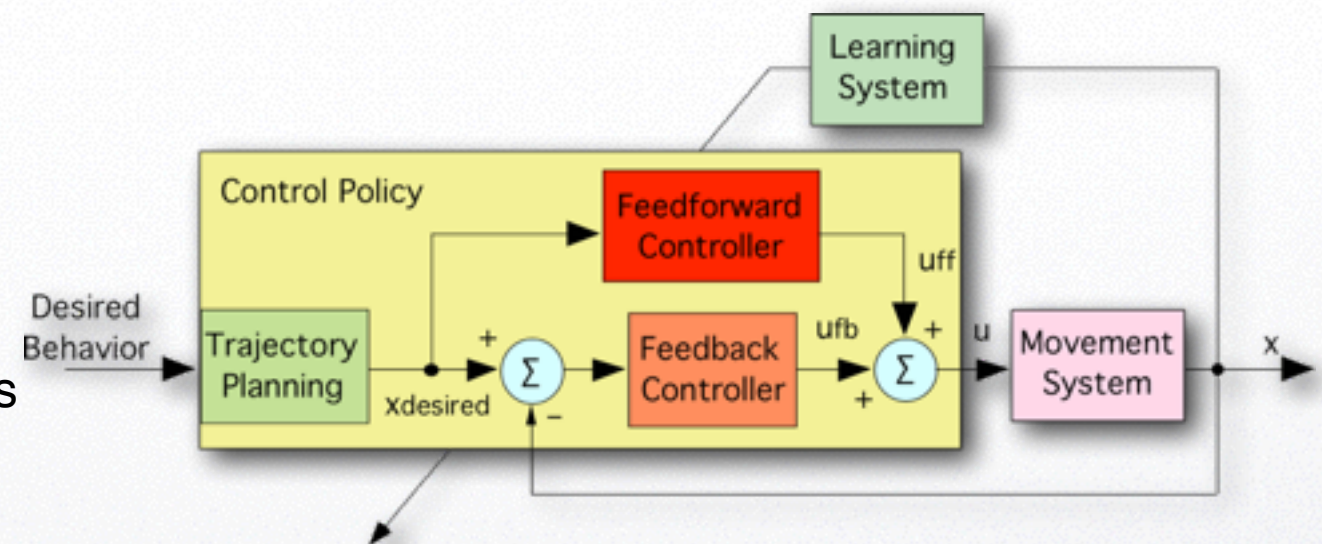 Learning
System
Control Policy
Feedforward
Controller
uff
Desired
Behavior
s
Trajectory
Planning
+
Σ
−
xdesired
Feedback
Controller
ufb
+
Σ
+
u
Movement
System
x